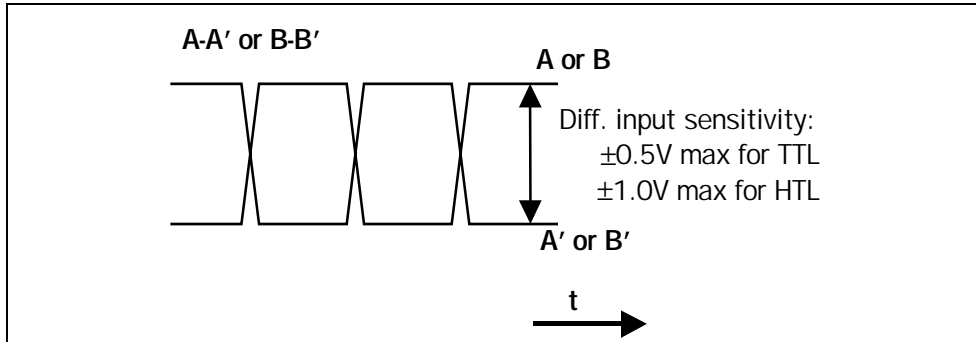 A-A' or B-B'
A or B
Diff. input sensitivity:
±0.5V max for TTL
±1.0V max for HTL
A' or B'
t